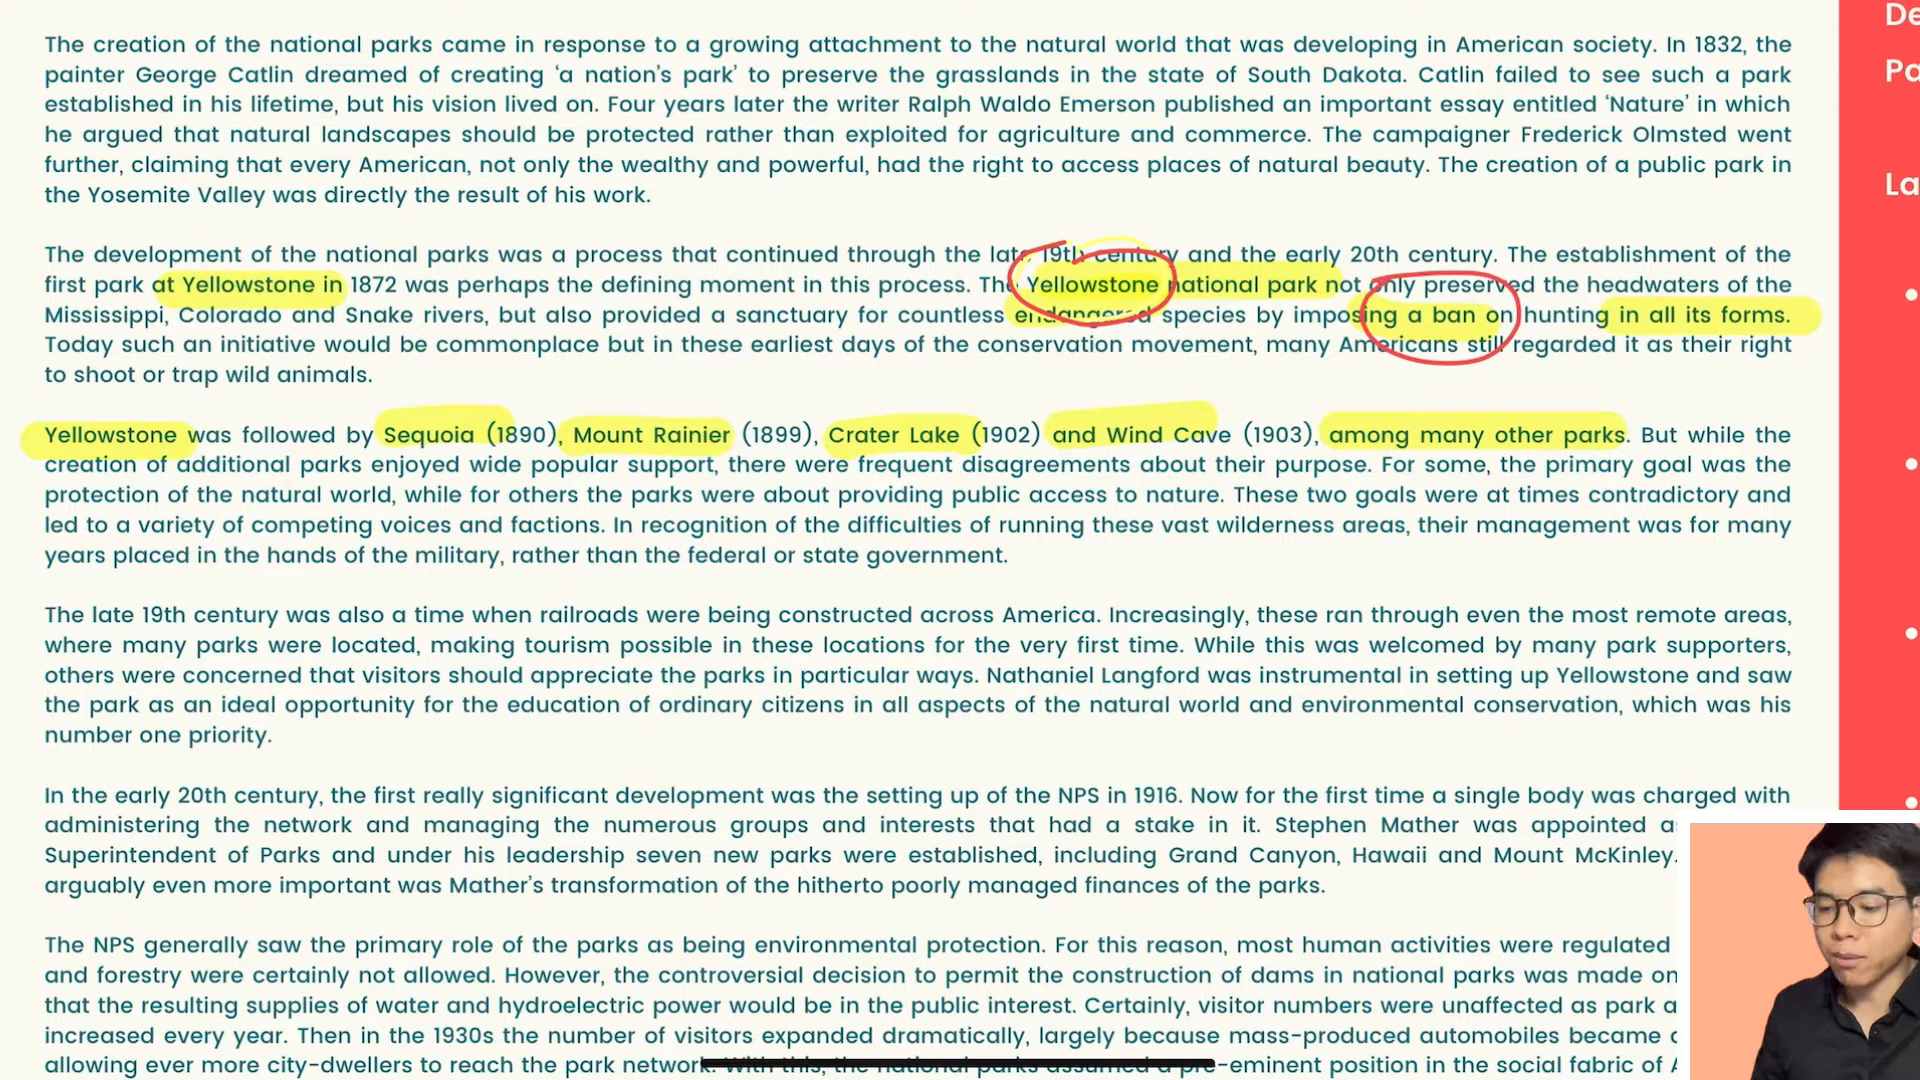 The creation of the national parks came in response to a growing attachment to the natural world that was developing in American society. In 1832, the
painter George Catlin dreamed of creating ‘a nation’s park’ to preserve the grasslands in the state of South Dakota. Catlin failed to see such a park
established in his lifetime, but his vision lived on. Four years later the writer Ralph Waldo Emerson published an important essay entitled ‘Nature’ in which
he argued that natural landscapes should be protected rather than exploited for agriculture and commerce. The campaigner Frederick Olmsted went
further, claiming that every American, not only the wealthy and powerful, had the right to access places of natural beauty. The creation of a public park in
the Yosemite Valley was directly the result of his work.
The development of the national parks was a process that continued through the late 19th century and the early 20th century. The establishment of the
first park at Yellowstone in 1872 was perhaps the defining moment in this process. The Yellowstone national park not only preserved the headwaters of the
Mississippi, Colorado and Snake rivers, but also provided a sanctuary for countless endangered species by imposing a ban on hunting in all its forms.
Today such an initiative would be commonplace but in these earliest days of the conservation movement, many Americans still regarded it as their right
to shoot or trap wild animals.
Yellowstone was followed by Sequoia (1890), Mount Rainier (1899), Crater Lake (1902) and Wind Cave (1903), among many other parks. But while the
creation of additional parks enjoyed wide popular support, there were frequent disagreements about their purpose. For some, the primary goal was the
protection of the natural world, while for others the parks were about providing public access to nature. These two goals were at times contradictory and
led to a variety of competing voices and factions. In recognition of the difficulties of running these vast wilderness areas, their management was for many
years placed in the hands of the military, rather than the federal or state government.
The late 19th century was also a time when railroads were being constructed across America. Increasingly, these ran through even the most remote areas,
where many parks were located, making tourism possible in these locations for the very first time. While this was welcomed by many park supporters,
others were concerned that visitors should appreciate the parks in particular ways. Nathaniel Langford was instrumental in setting up Yellowstone and saw
the park as an ideal opportunity for the education of ordinary citizens in all aspects of the natural world and environmental conservation, which was his
number one priority.
In the early 20th century, the first really significant development was the setting up of the NPS in 1916. Now for the first time a single body was charged with
administering the network and managing the numerous groups and interests that had a stake in it. Stephen Mather was appointed as
Superintendent of Parks and under his leadership seven new parks were established, including Grand Canyon, Hawaii and Mount McKinley.
arguably even more important was Mather’s transformation of the hitherto poorly managed finances of the parks.
The NPS generally saw the primary role of the parks as being environmental protection. For this reason, most human activities were regulated
and forestry were certainly not allowed. However, the controversial decision to permit the construction of dams in national parks was made on
that the resulting supplies of water and hydroelectric power would be in the public interest. Certainly, visitor numbers were unaffected as park
increased every year. Then in the 1930s the number of visitors expanded dramatically, largely because mass-produced automobiles became
allowing ever more city-dwellers to reach the park network. With this, the national parks assumed a pre-eminent position in the social fabric of
De
Pa
La